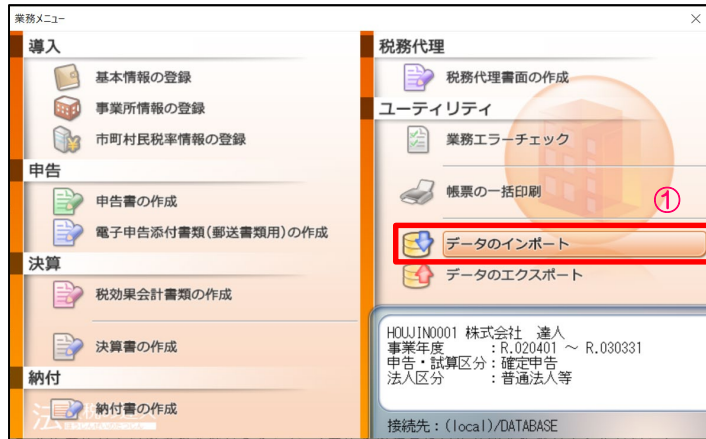 業務メニュー
導入
基本情報の登録
事業所情報の登録
市町村民税率情報の登録
申告
申告書の作成
電子申告添付書類(郵送書類用)の作成
決算
税効果会計書類の作成
決算書の作成
納付
納付書の作成
税務代理
税務代理書面の作成
ユーティリティ
業務エラーチェック
帳票の一括印刷
①
データのインポート
データのエクスポート
HOUJIN0001 株式会社 達人
事業年度 :R.020401 ~ R.030331
申告・試算区分:確定申告
法人区分 :普通法人等
接続先:(local)/DATABASE